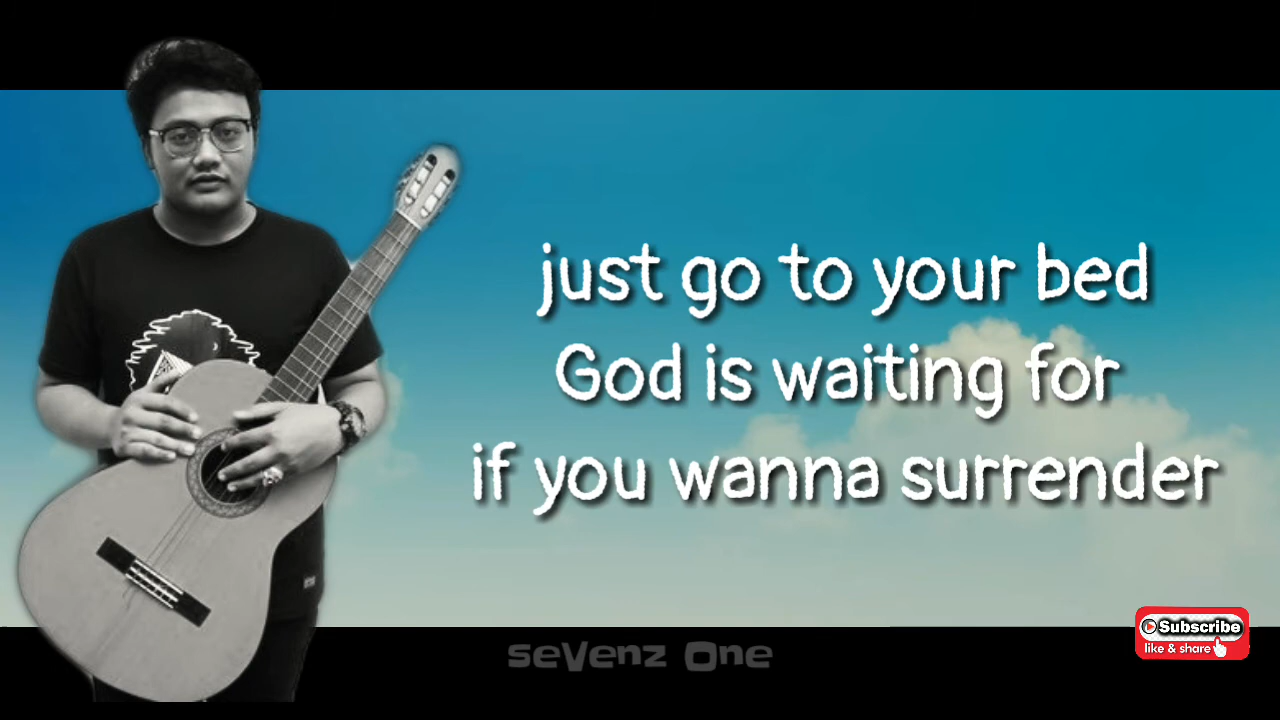 just go to your bed
God is waiting for
if you wanna surrender
seVenz One
Subscribe
like & share